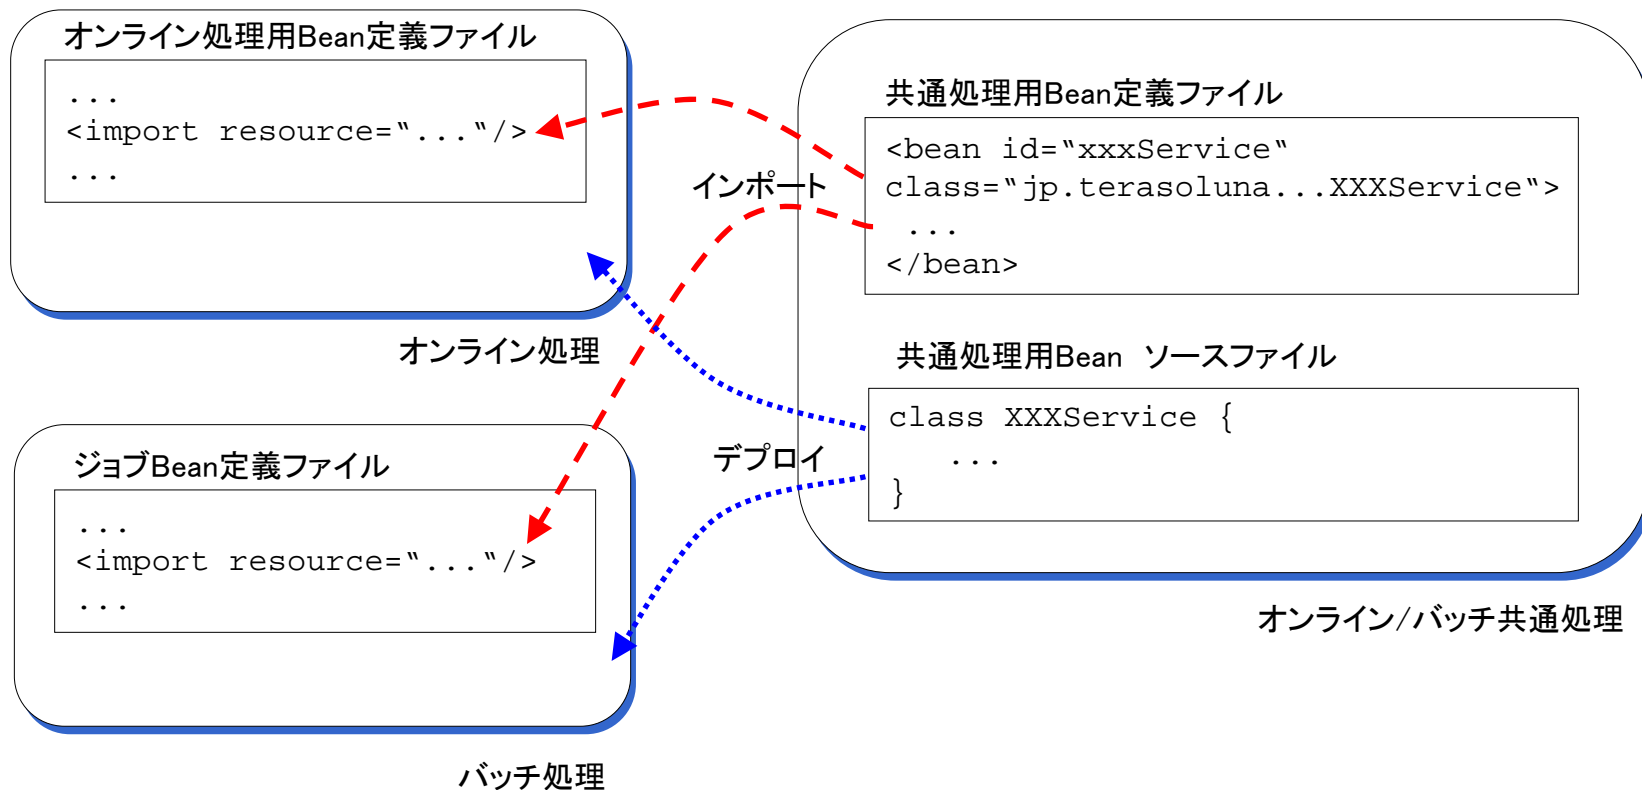 オンライン処理用Bean定義ファイル
...
<import resource=“...“/>
...
オンライン処理
ジョブBean定義ファイル
...
<import resource=“...“/>
...
バッチ処理
インポート
デプロイ
共通処理用Bean定義ファイル
<bean id=“xxxService“
class=“jp.terasoluna...XXXService“>
...
</bean>
共通処理用Bean　ソースファイル
class XXXService {
...
}
オンライン/バッチ共通処理